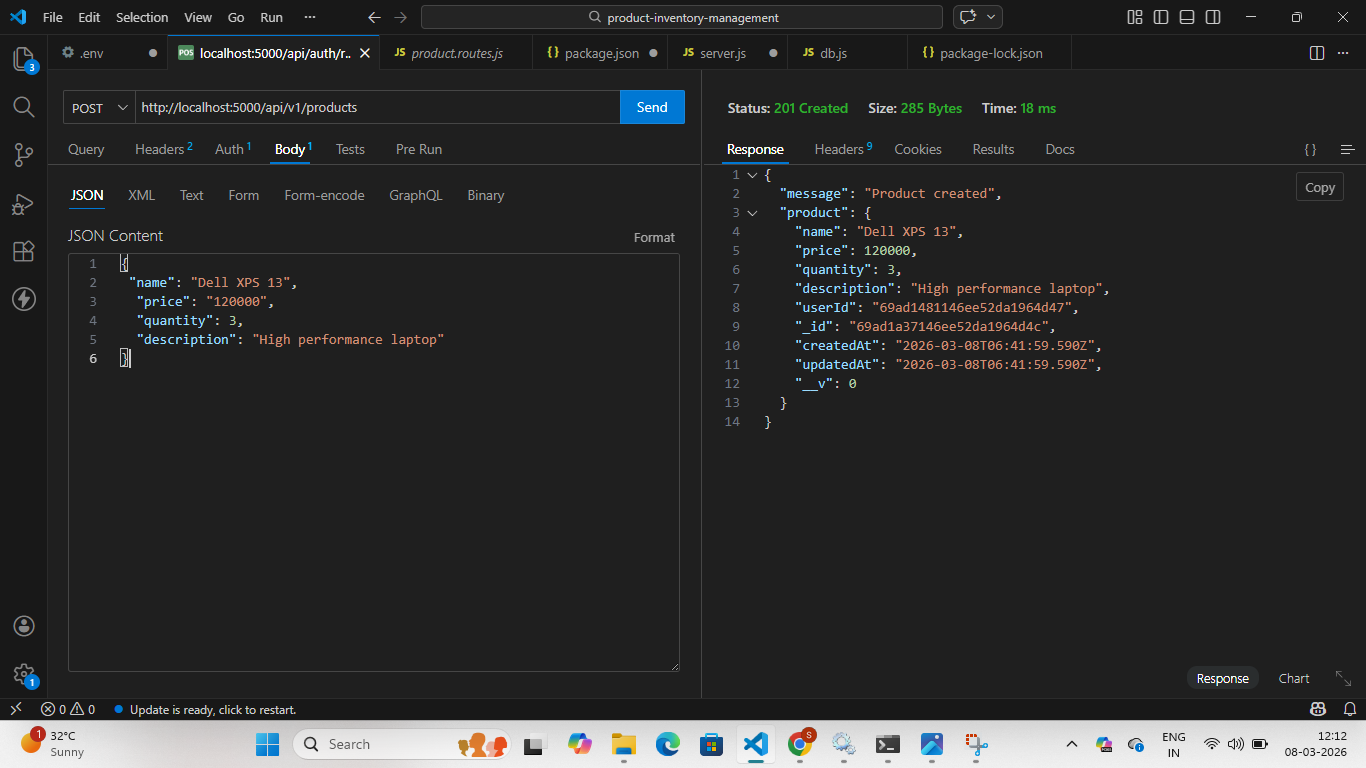 File Edit Selection View Go Run ··· product-inventory-management
.env
POS localhost:5000/api/auth/r...
JS product.routes.js
{} package.json
JS server.js
JS db.js
{} package-lock.json
3
POST http://localhost:5000/api/v1/products Send
Query Headers 2 Auth 1 Body 1 Tests Pre Run
JSON XML Text Form Form-encode GraphQL Binary
JSON Content Format
1 {
2 "name": "Dell XPS 13",
3 "price": "120000",
4 "quantity": 3,
5 "description": "High performance laptop"
6 }
Status: 201 Created Size: 285 Bytes Time: 18 ms
Response Headers 9 Cookies Results Docs {}
Copy
1 {
2 "message": "Product created",
3 "product": {
4 "name": "Dell XPS 13",
5 "price": 120000,
6 "quantity": 3,
7 "description": "High performance laptop",
8 "userId": "69ad1481146ee52da1964d47",
9 "_id": "69ad1a37146ee52da1964d4c",
10 "createdAt": "2026-03-08T06:41:59.590Z",
11 "updatedAt": "2026-03-08T06:41:59.590Z",
12 "__v": 0
13 }
14 }
Response Chart
1
0 0 Update is ready, click to restart.
1 32°C
Sunny
Search
S
ENG
IN
12:12
08-03-2026